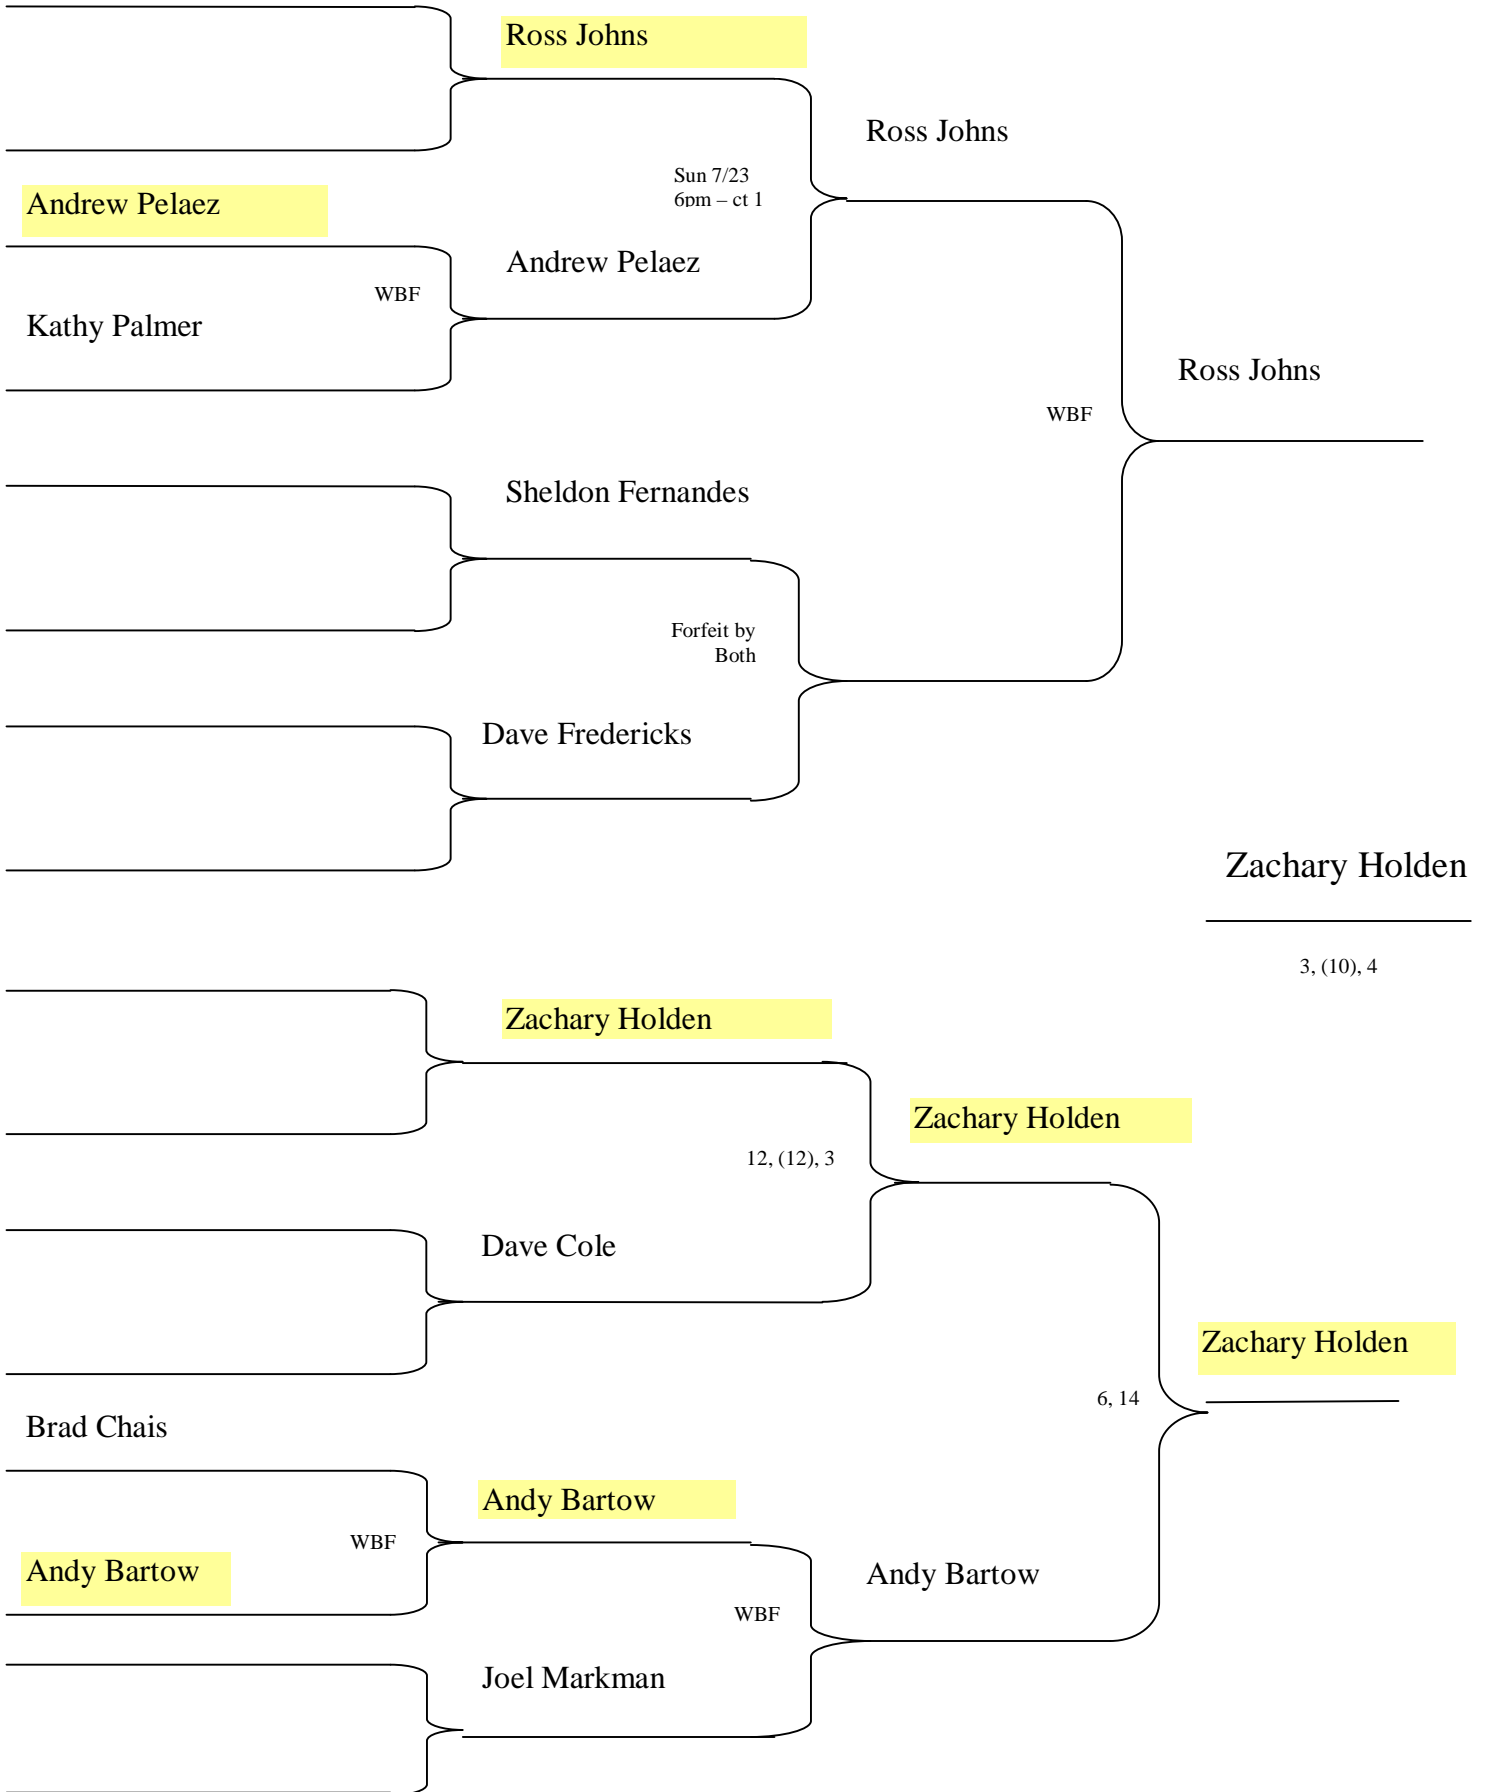 Ross Johns
Ross Johns
Sun 7/23
6pm – ct 1
Andrew Pelaez
Andrew Pelaez
WBF
Kathy Palmer
Ross Johns
WBF
Sheldon Fernandes
Forfeit by
Both
Dave Fredericks
Zachary Holden
3, (10), 4
Zachary Holden
Zachary Holden
12, (12), 3
Dave Cole
Zachary Holden
6, 14
Brad Chais
Andy Bartow
WBF
Andy Bartow
Andy Bartow
WBF
Joel Markman